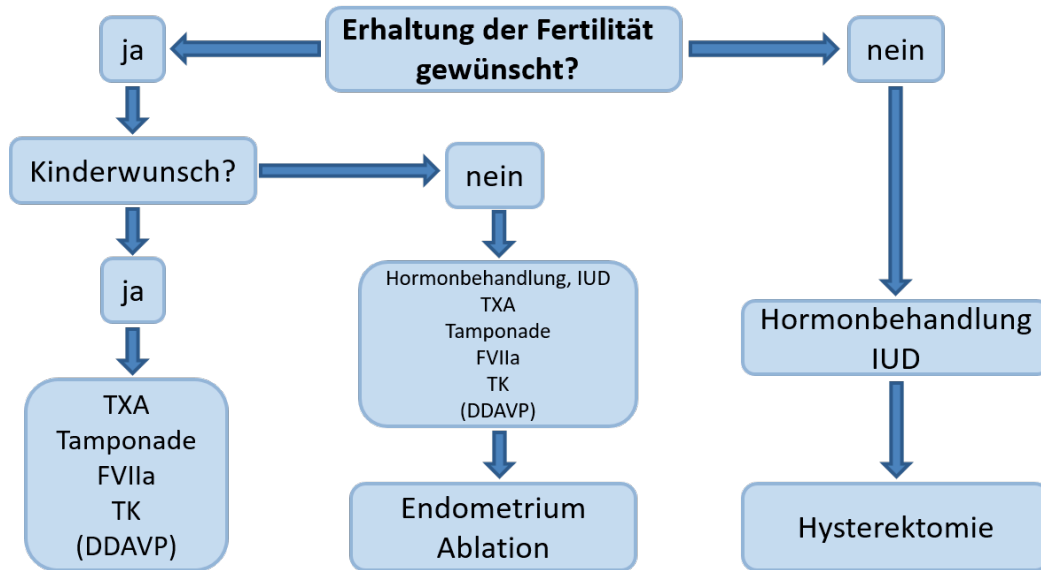 Erhaltung der Fertilität
gewünscht?
ja
nein
Kinderwunsch?
nein
ja
Hormonbehandlung, IUD
TXA
Tamponade
FVIIa
TK
(DDAVP)
Hormonbehandlung
IUD
TXA
Tamponade
FVIIa
TK
(DDAVP)
Endometrium
Ablation
Hysterektomie